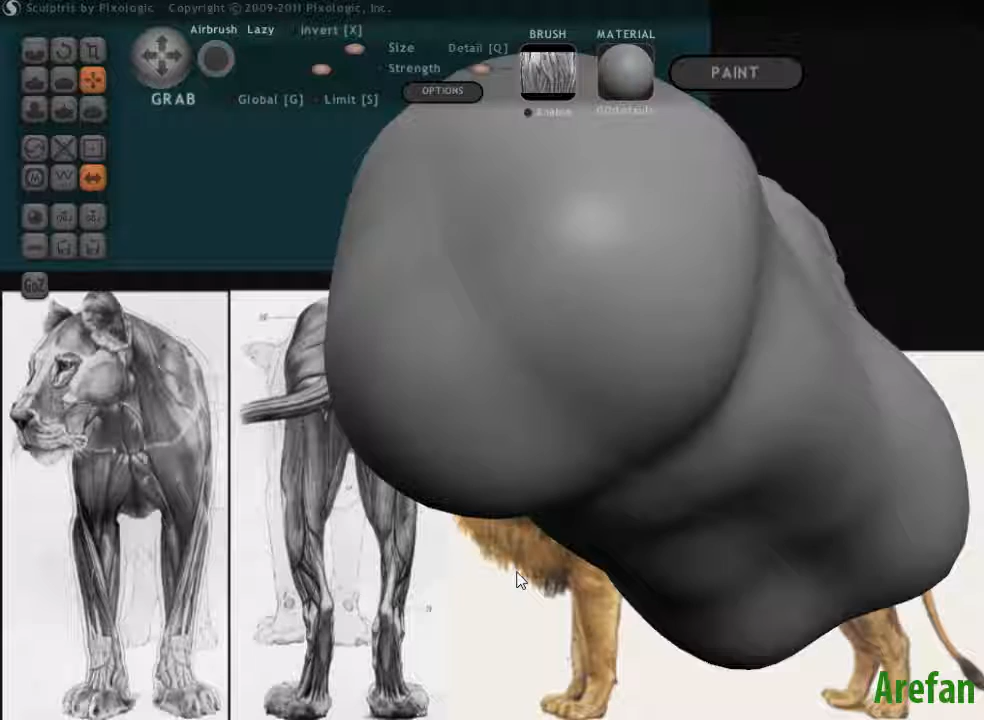 Sculptris by Pixologic    Copyright © 2009-2011 Pixologic, Inc.
Airbrush Lazy Invert [X]
Size Detail [Q]
Strength
GRAB
Global [G] Limit [S]
OPTIONS
BRUSH
Enable
MATERIAL
PAINT
GoZ
Arefan